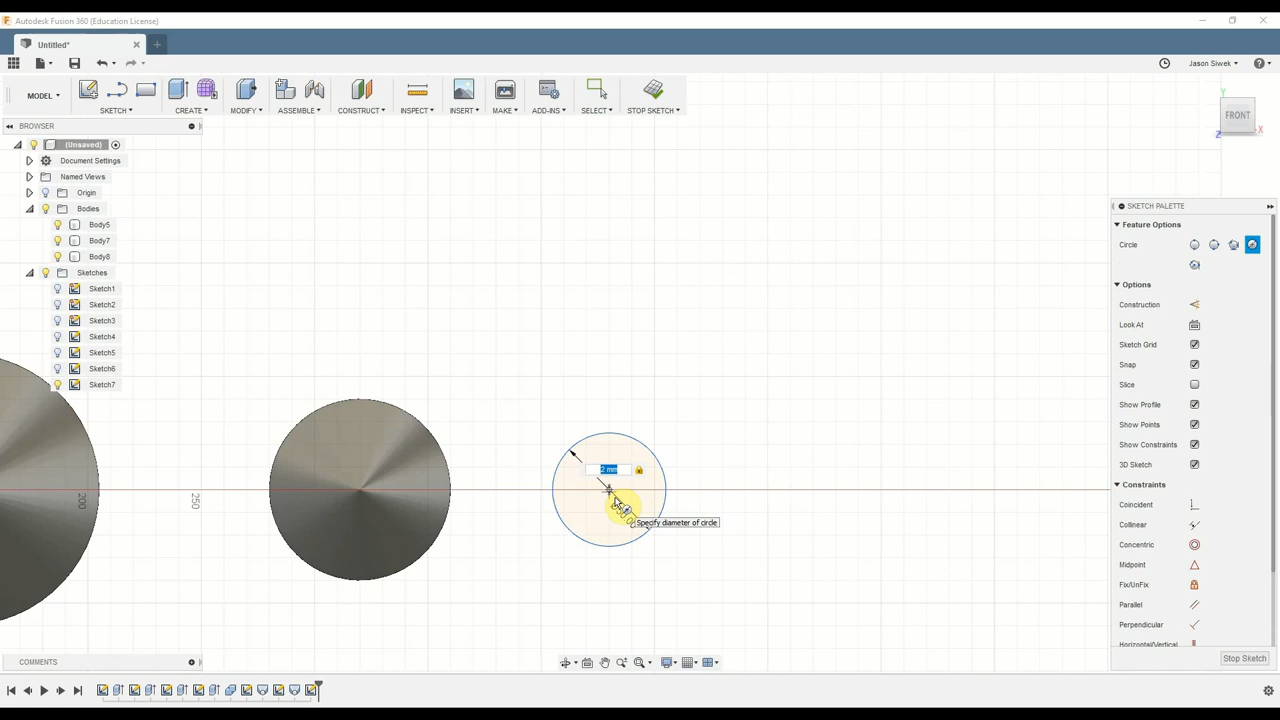 Autodesk Fusion 360 (Education License)
Untitled*
Jason Siwek
MODEL
SKETCH
CREATE
MODIFY
ASSEMBLE
CONSTRUCT
INSPECT
INSERT
MAKE
ADD-INS
SELECT
STOP SKETCH
Y
FRONT
X
Z
BROWSER
(Unsaved)
Document Settings
Named Views
Origin
Bodies
Body5
Body7
Body8
Sketches
Sketch1
Sketch2
Sketch3
Sketch4
Sketch5
Sketch6
Sketch7
200
250
2 mm
Specify diameter of circle
SKETCH PALETTE
Feature Options
Circle
Options
Construction
Look At
Sketch Grid
Snap
Slice
Show Profile
Show Points
Show Constraints
3D Sketch
Constraints
Coincident
Collinear
Concentric
Midpoint
Fix/UnFix
Parallel
Perpendicular
Horizontal/Vertical
Stop Sketch
COMMENTS